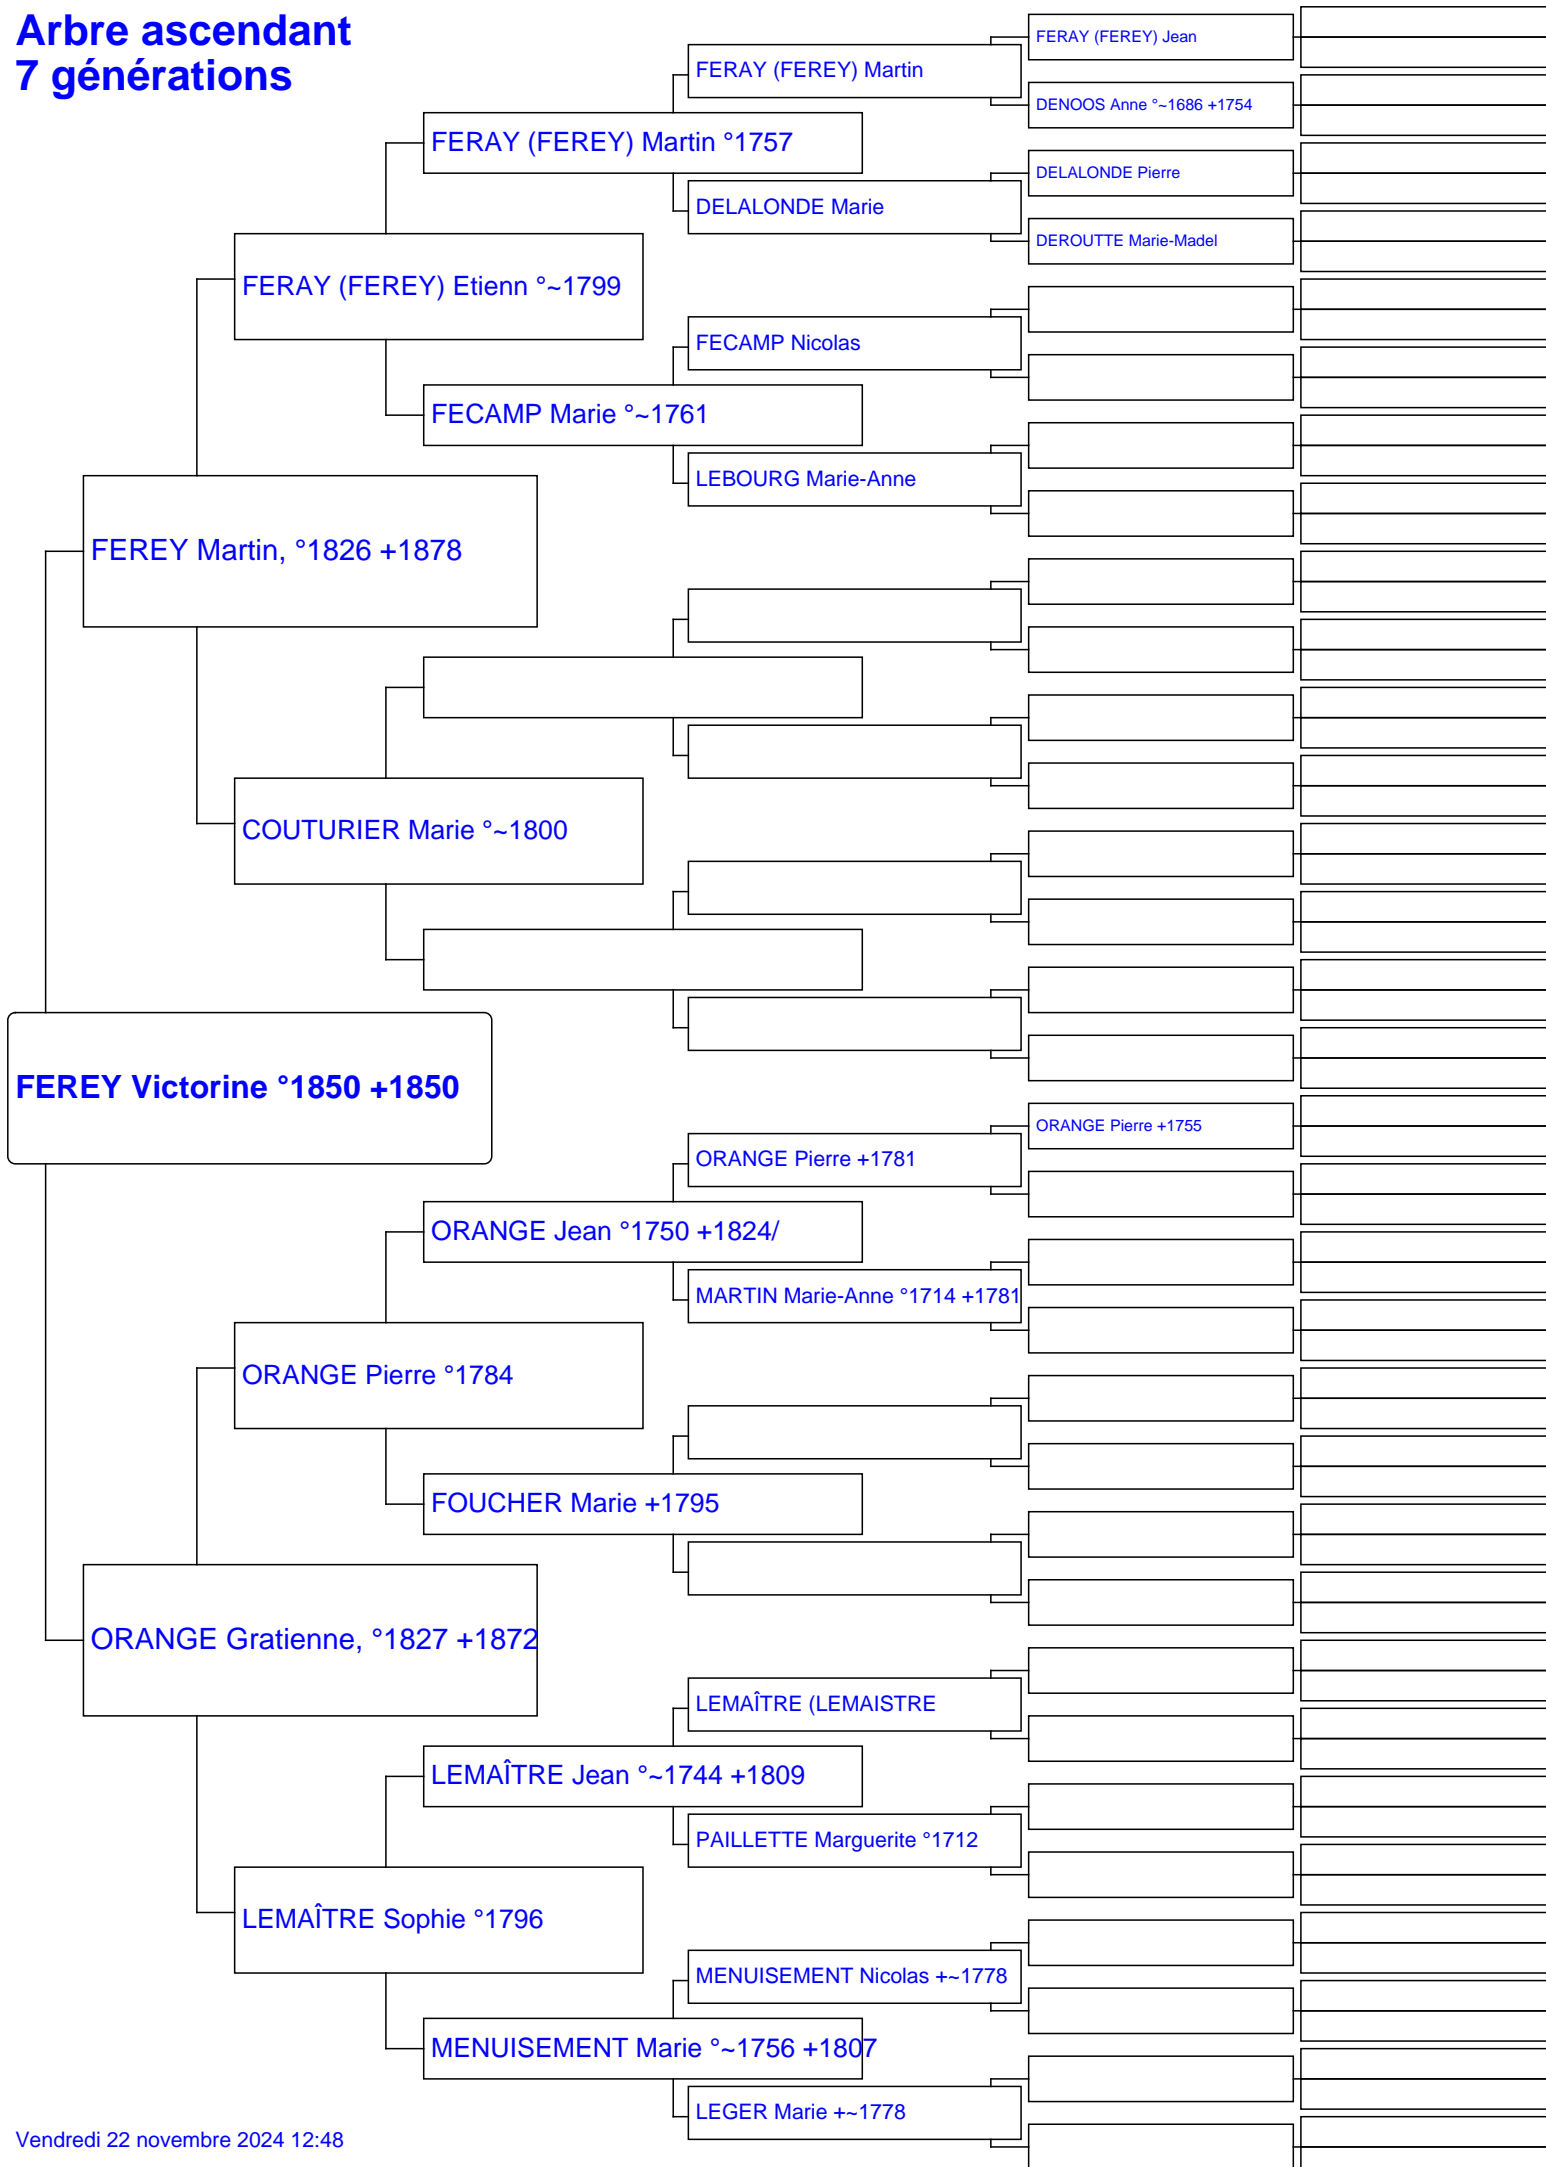 Arbre ascendant
7 générations
FERAY (FEREY) Jean
FERAY (FEREY) Martin
DENOOS Anne °~1686 +1754
FERAY (FEREY) Martin °1757
DELALONDE Pierre
DELALONDE Marie
DEROUTTE Marie-Madel
FERAY (FEREY) Etienn °~1799
FECAMP Nicolas
FECAMP Marie °~1761
LEBOURG Marie-Anne
FEREY Martin, °1826 +1878
COUTURIER Marie °~1800
FEREY Victorine °1850 +1850
ORANGE Pierre +1755
ORANGE Pierre +1781
ORANGE Jean °1750 +1824/
MARTIN Marie-Anne °1714 +1781
ORANGE Pierre °1784
FOUCHER Marie +1795
ORANGE Gratienne, °1827 +1872
LEMAÎTRE (LEMAISTRE
LEMAÎTRE Jean °~1744 +1809
PAILLETTE Marguerite °1712
LEMAÎTRE Sophie °1796
MENUISEMENT Nicolas +~1778
MENUISEMENT Marie °~1756 +1807
LEGER Marie +~1778
Vendredi 22 novembre 2024 12:48